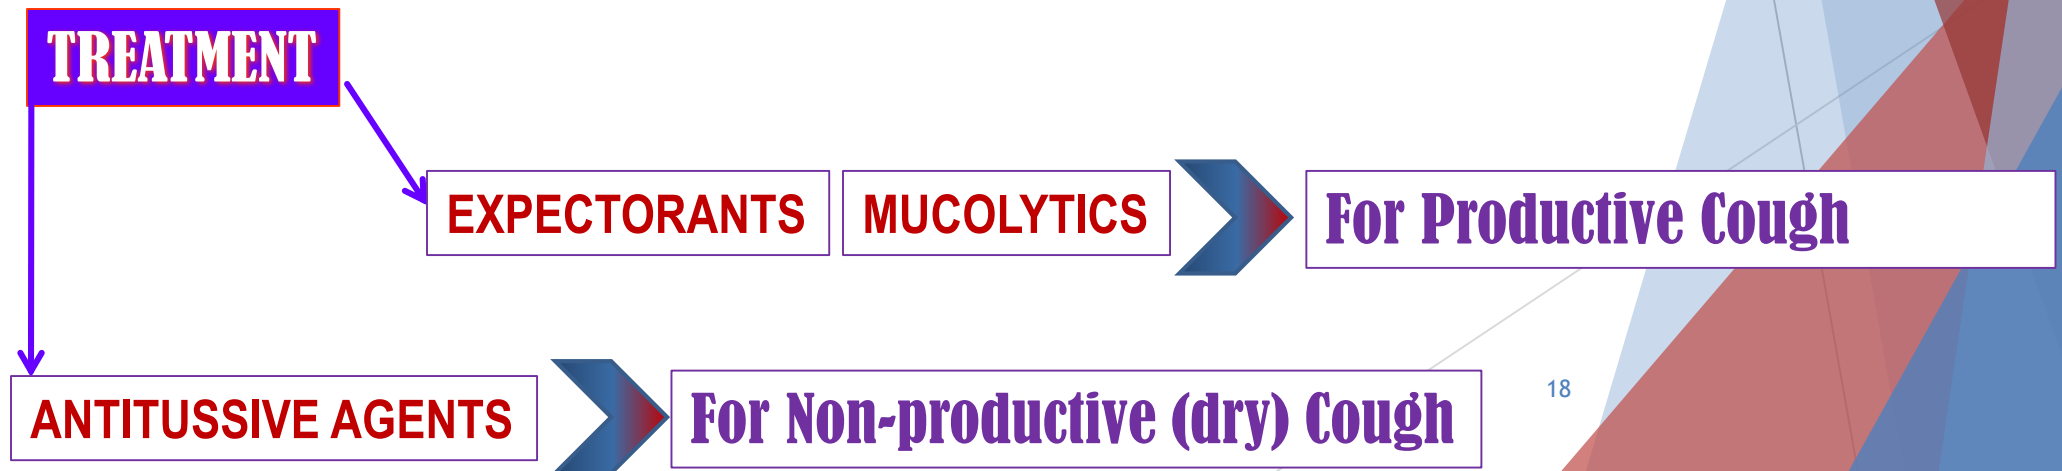 TREATMENT
EXPECTORANTS
MUCOLYTICS
For Productive Cough
ANTITUSSIVE AGENTS
For Non-productive (dry) Cough
18